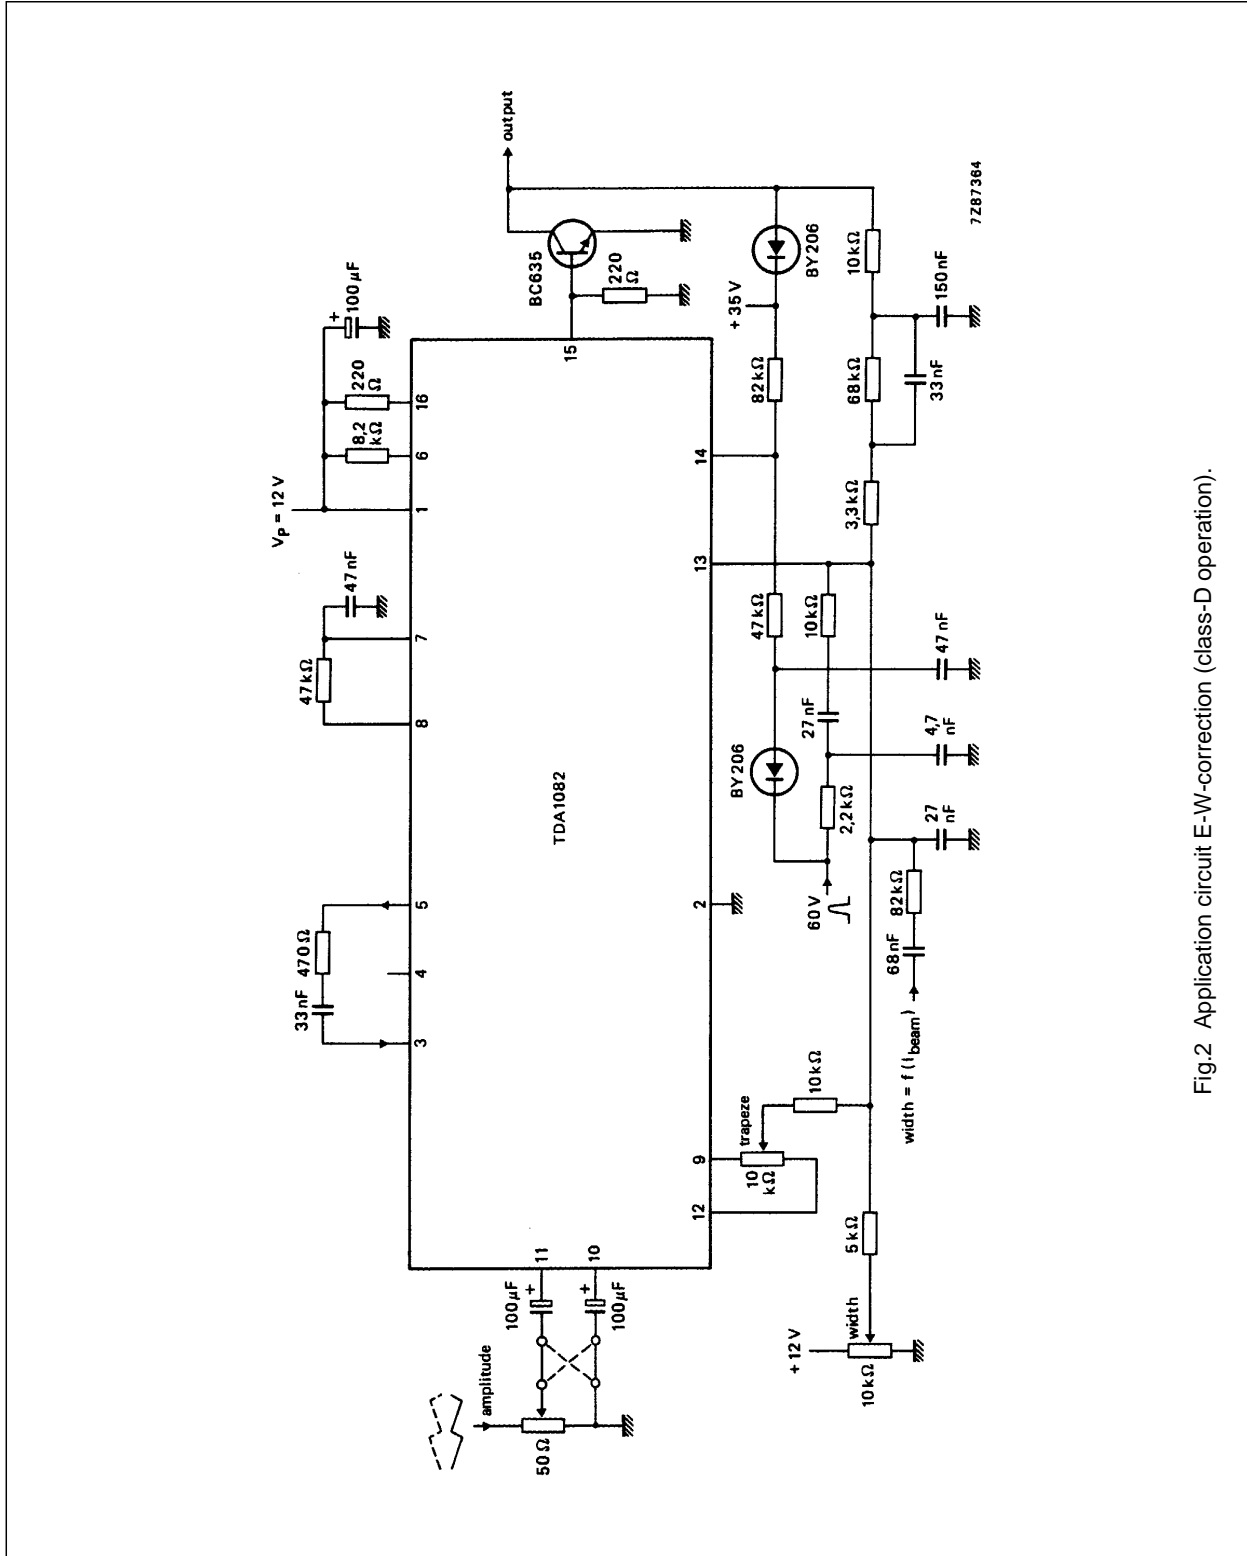 output
BC635
220
Ω
+
100 µF
220
Ω
8,2
kΩ
VP = 12 V
47 nF
47 kΩ
470 Ω
33 nF
15
16
6
1
7
8
5
4
3
TDA1082
14
13
2
9
12
11
10
+ 35 V
BY206
82 kΩ
10 kΩ
68 kΩ
150 nF
33 nF
3,3 kΩ
47 kΩ
10 kΩ
27 nF
47 nF
BY206
2,2 kΩ
4,7
nF
27
nF
60 V
82 kΩ
68 nF
width = f (Ibeam)
trapeze
10
kΩ
10 kΩ
5 kΩ
+ 12 V
width
10 kΩ
100 µF
+
+
100 µF
amplitude
50 Ω
7Z87364
Fig.2 Application circuit E-W-correction (class-D operation).